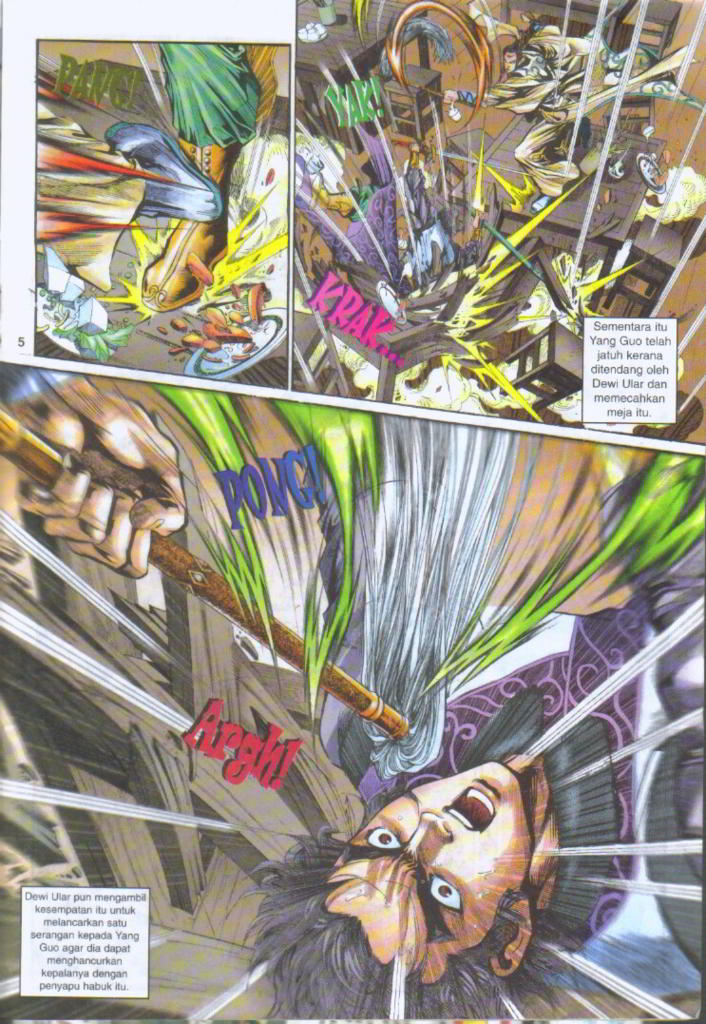 PANG!
YAK!
KRAK...
Sementara itu
Yang Guo telah
jatuh kerana
ditendang oleh
Dewi Ular dan
memecahkan
meja itu.
5
PONG!
Argh!
Dewi Ular pun mengambil
kesempatan itu untuk
melancarkan satu
serangan kepada Yang
Guo agar dia dapat
menghancurkan
kepalanya dengan
penyapu habuk itu.